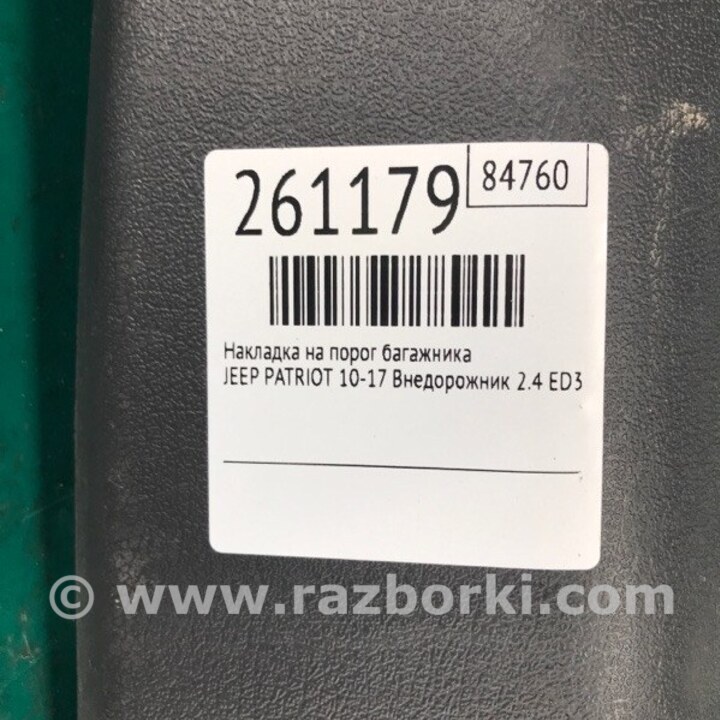 261179
84760
Накладка на порог багажника
JEEP PATRIOT 10-17 Внедорожник 2.4 ED3
© www.razborki.com